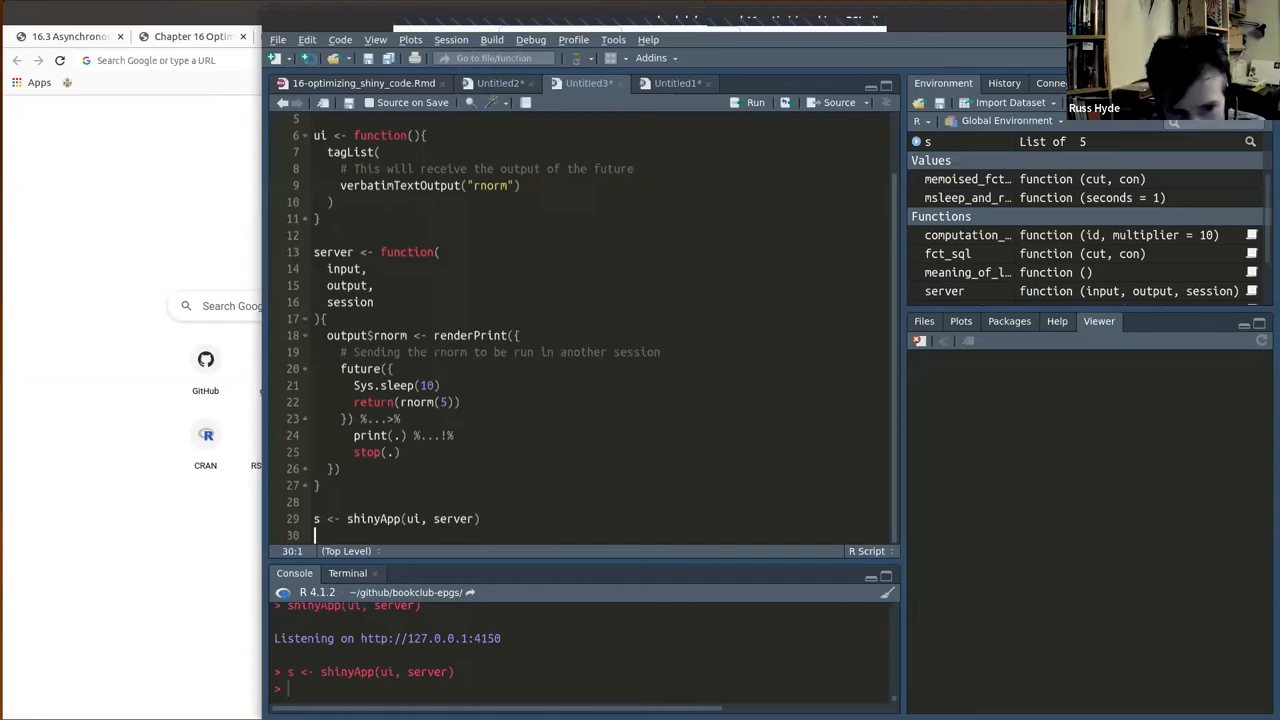 16.3 Asynchrono
Chapter 16 Optim
Search Google or type a URL
Apps
Search Goog
GitHub
CRAN
RS
File Edit Code View Plots Session Build Debug Profile Tools Help
Go to file/function
Addins
16-optimizing_shiny_code.Rmd
Untitled2*
Untitled3*
Untitled1*
Source on Save
Run
Source
5
6 ui <- function(){
7 tagList(
8 # This will receive the output of the future
9 verbatimTextOutput("rnorm")
10 )
11 }
12
13 server <- function(
14 input,
15 output,
16 session
17 ){
18 output$rnorm <- renderPrint({
19 # Sending the rnorm to be run in another session
20 future({
21 Sys.sleep(10)
22 return(rnorm(5))
23 }) %...>%
24 print(.) %...!%
25 stop(.)
26 })
27 }
28
29 s <- shinyApp(ui, server)
30
30:1 (Top Level)
R Script
Console Terminal
R 4.1.2 ~/github/bookclub-epgs/
> shinyApp(ui, server)
Listening on http://127.0.0.1:4150
> s <- shinyApp(ui, server)
>
Environment History Conne
Import Dataset
R Global Environment
s List of 5
Values
memoised_fct… function (cut, con)
msleep_and_r… function (seconds = 1)
Functions
computation_… function (id, multiplier = 10)
fct_sql function (cut, con)
meaning_of_l… function ()
server function (input, output, session)
Files Plots Packages Help Viewer
Russ Hyde